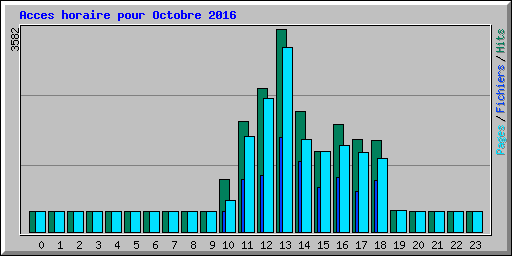 Acces horaire pour Octobre 2016
3582
Pages/Fichiers/Hits
0 1 2 3 4 5 6 7 8 9 10 11 12 13 14 15 16 17 18 19 20 21 22 23